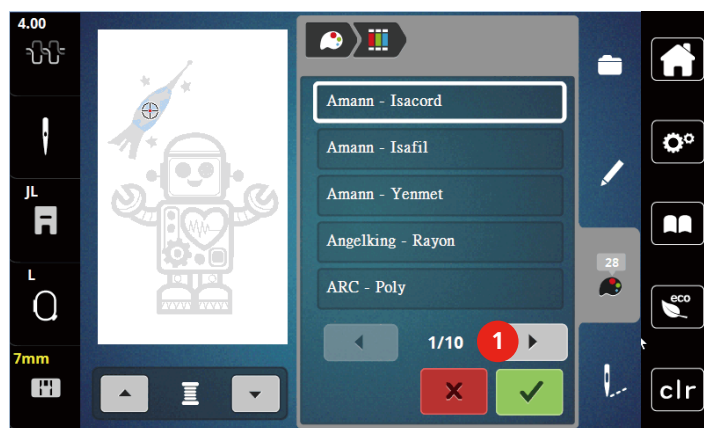 4.00
JL
L
7mm
Amann - Isacord
Amann - Isafil
Amann - Yenmet
Angelking - Rayon
ARC - Poly
1/10
1
28
eco
clr